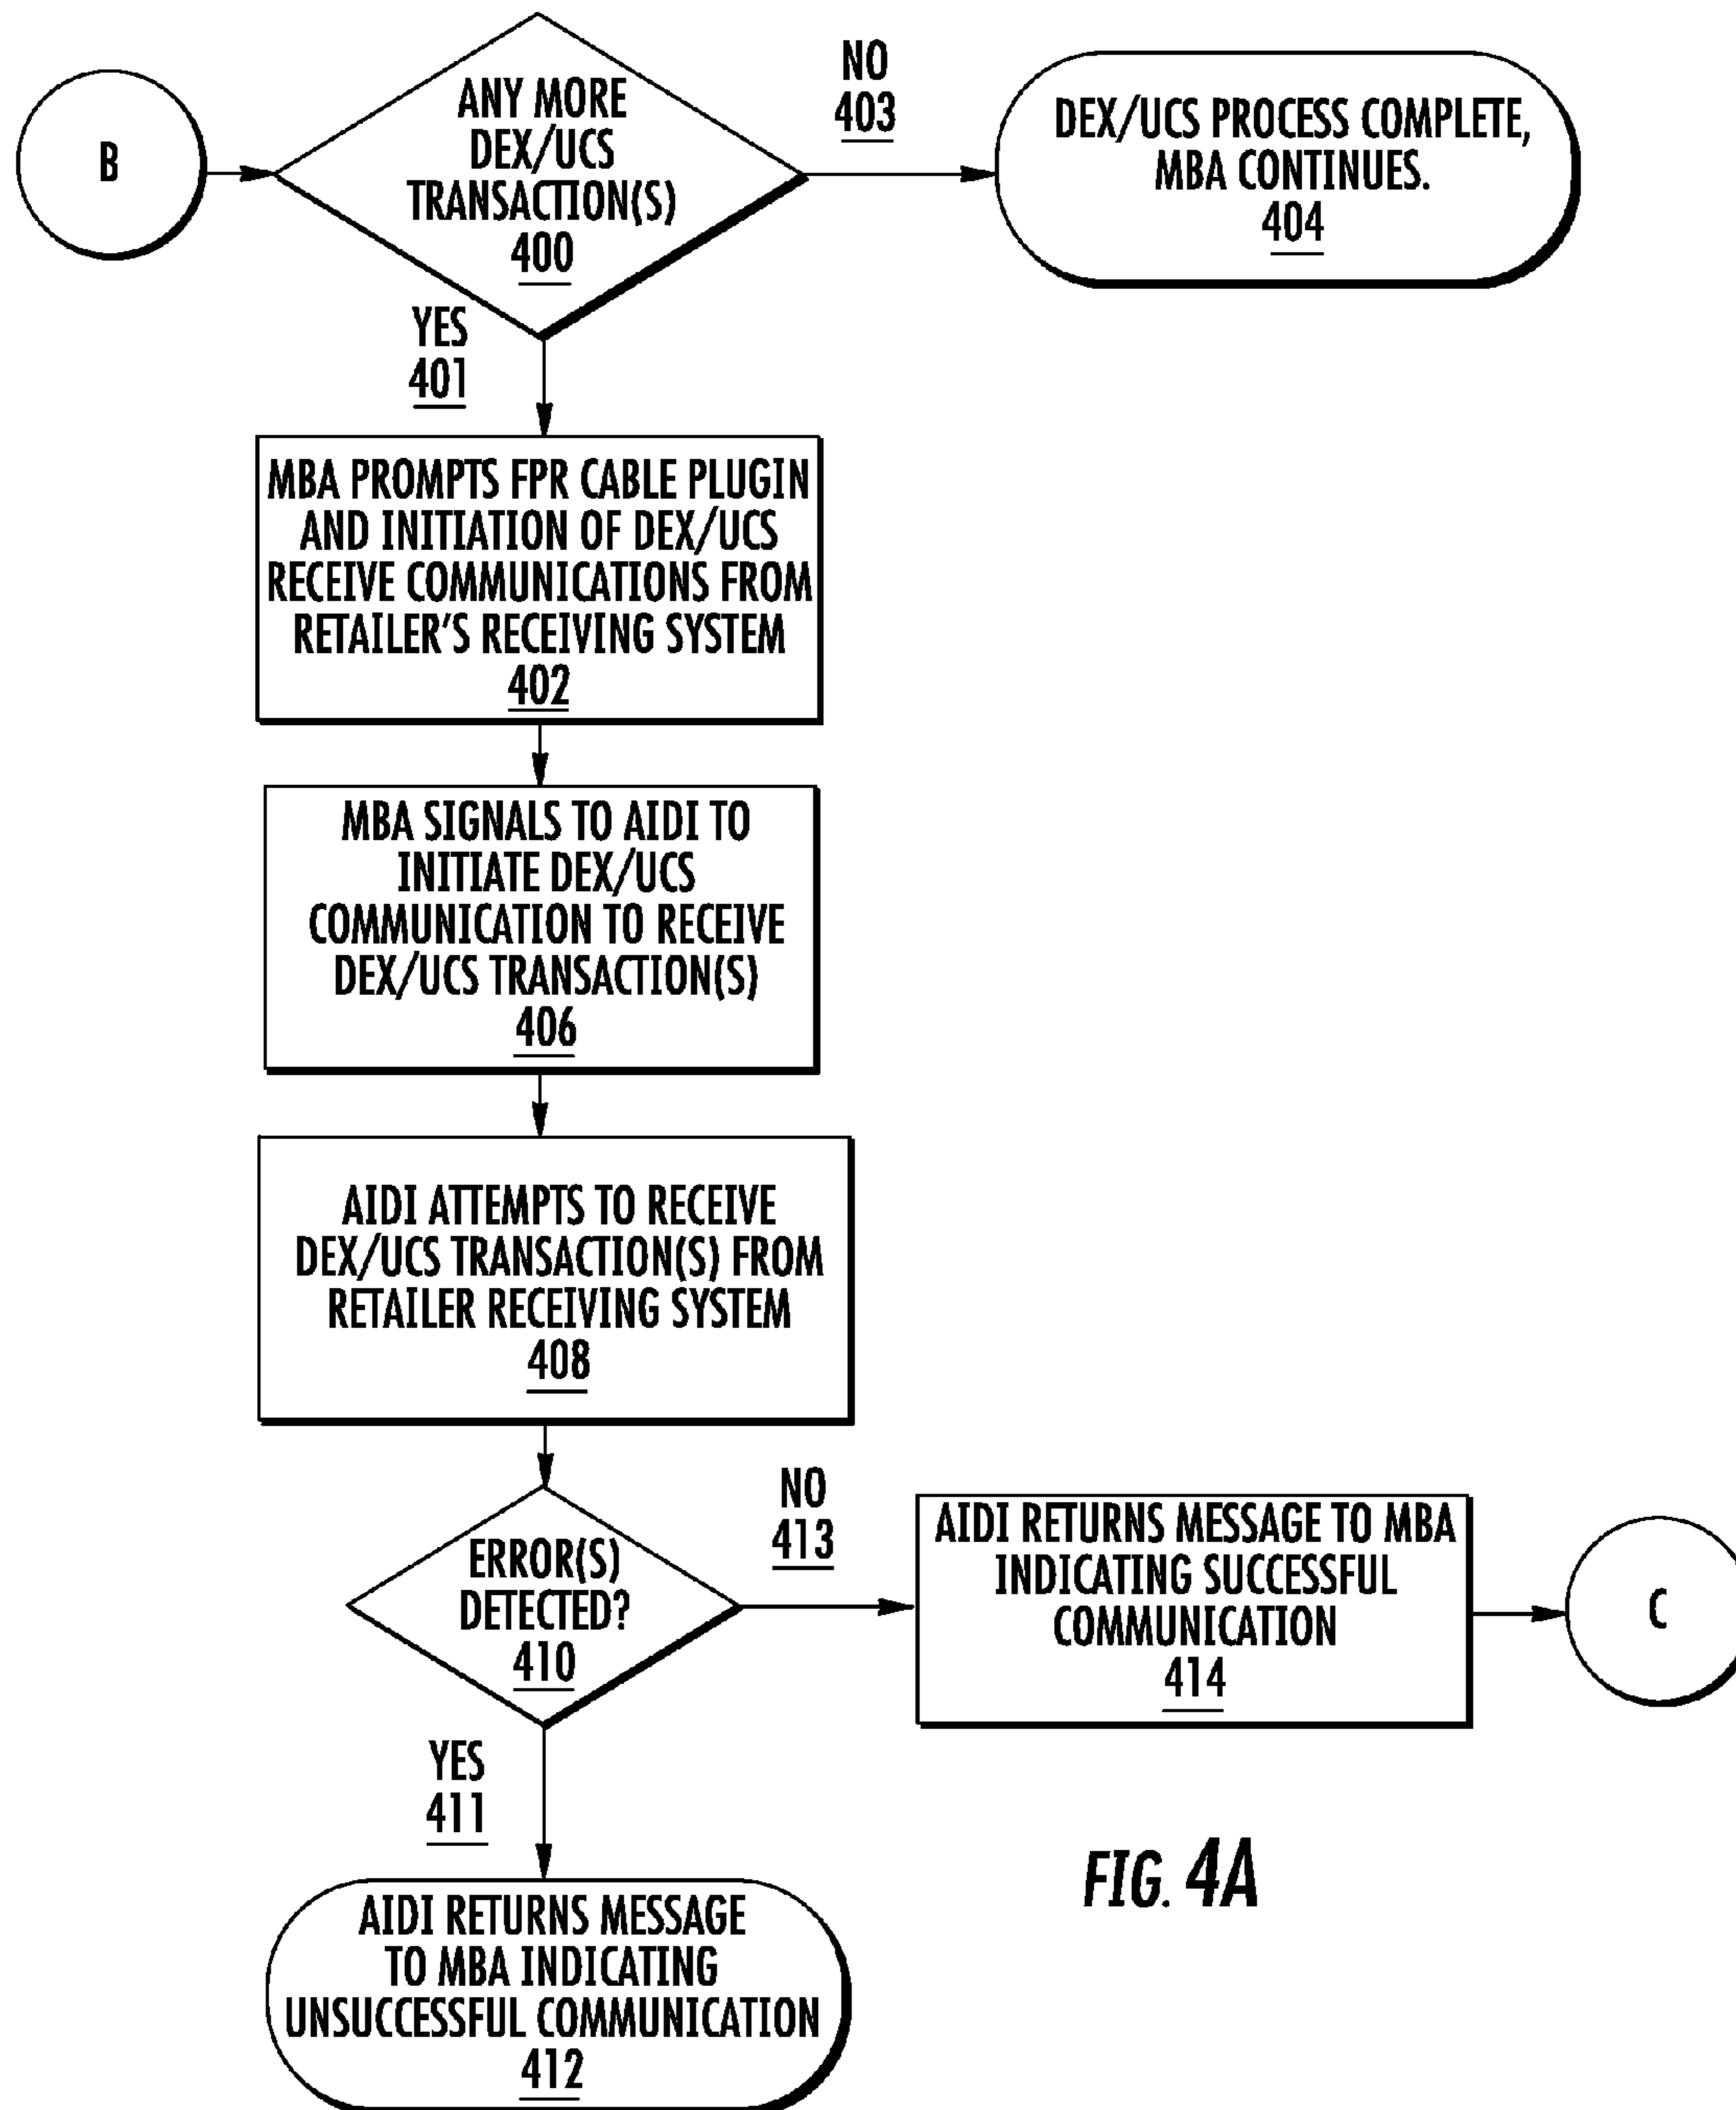 B
ANY MORE
DEX/UCS
TRANSACTION(S)
400
NO
403
DEX/UCS PROCESS COMPLETE,
MBA CONTINUES.
404
YES
401
MBA PROMPTS FPR CABLE PLUGIN
AND INITIATION OF DEX/UCS
RECEIVE COMMUNICATIONS FROM
RETAILER'S RECEIVING SYSTEM
402
MBA SIGNALS TO AIDI TO
INITIATE DEX/UCS
COMMUNICATION TO RECEIVE
DEX/UCS TRANSACTION(S)
406
AIDI ATTEMPTS TO RECEIVE
DEX/UCS TRANSACTION(S) FROM
RETAILER RECEIVING SYSTEM
408
ERROR(S)
DETECTED?
410
NO
413
AIDI RETURNS MESSAGE TO MBA
INDICATING SUCCESSFUL
COMMUNICATION
414
C
YES
411
AIDI RETURNS MESSAGE
TO MBA INDICATING
UNSUCCESSFUL COMMUNICATION
412
FIG. 4A